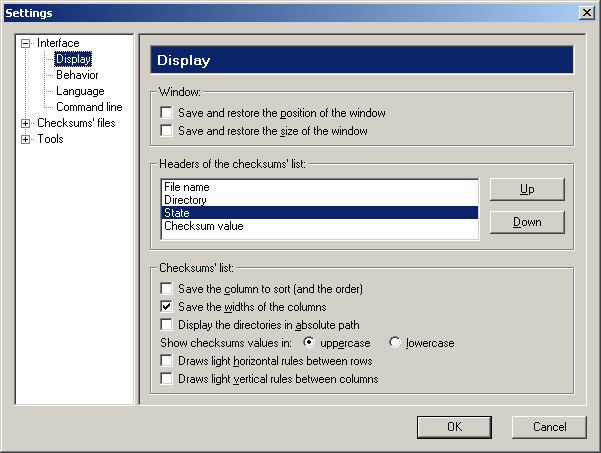 Settings
Interface
Display
Behavior
Language
Command line
Checksums' files
Tools
Display
Window:
Save and restore the position of the window
Save and restore the size of the window
Headers of the checksums' list:
File name
Directory
State
Checksum value
Up
Down
Checksums' list:
Save the column to sort (and the order)
Save the widths of the columns
Display the directories in absolute path
Show checksums values in: uppercase lowercase
Draws light horizontal rules between rows
Draws light vertical rules between columns
OK Cancel